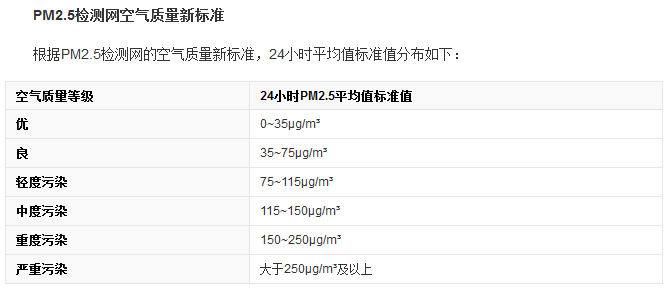 PM2.5检测网空气质量新标准
根据PM2.5检测网的空气质量新标准，24小时平均值标准值分布如下：
空气质量等级 24小时PM2.5平均值标准值
优 0~35μg/m³
良 35~75μg/m³
轻度污染 75~115μg/m³
中度污染 115~150μg/m³
重度污染 150~250μg/m³
严重污染 大于250μg/m³及以上